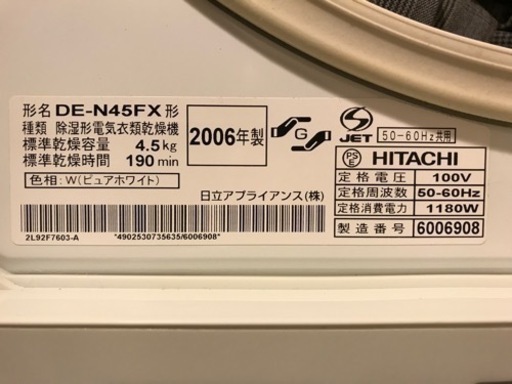 形名 DE-N45FX 形
種類 除湿形電気衣類乾燥機
標準乾燥容量 4.5kg
標準乾燥時間 190min
色相:W(ピュアホワイト)
2006年製
G
S
JET
50-60Hz共用
PS
E
HITACHI
定格電圧 100V
定格周波数 50-60Hz
定格消費電力 1180W
製造番号 6006908
日立アプライアンス(株)
2L92F7603-A
*4902530735635/6006908*